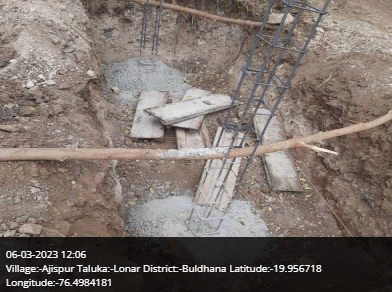 06-03-2023 12:06
Village:-Ajispur Taluka:-Lonar District:-Buldhana Latitude:-19.956718
Longitude:-76.4984181